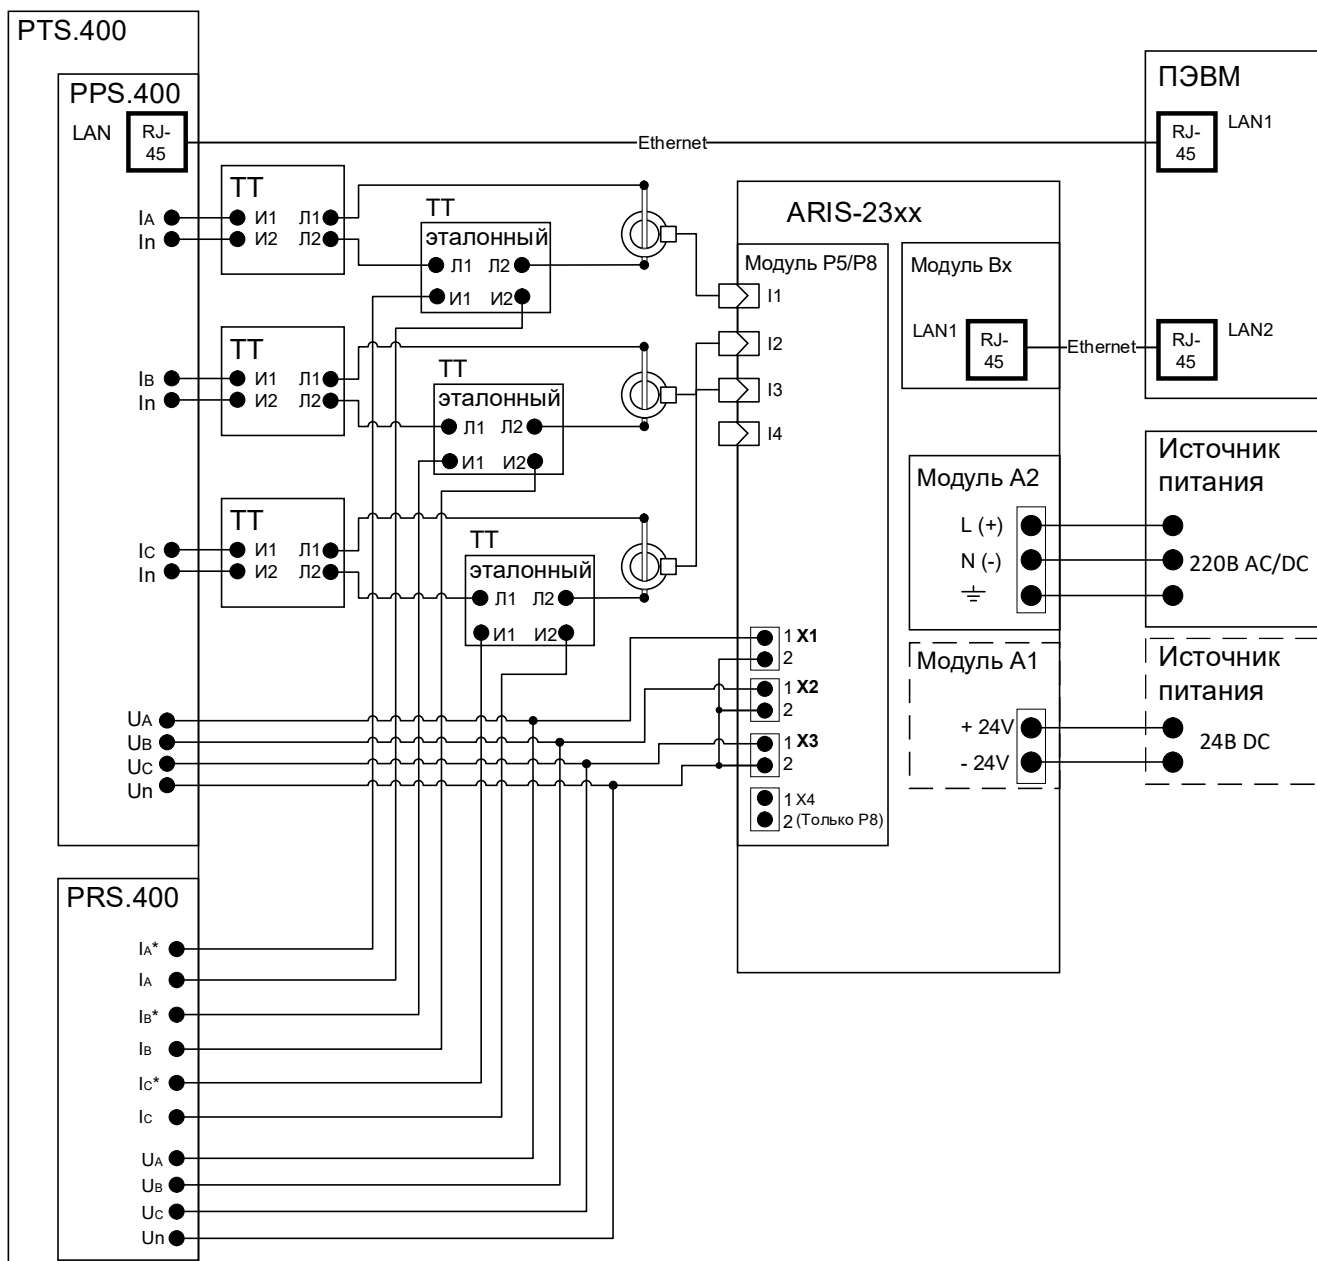 PTS.400
PPS.400
LAN
RJ-
45
Ethernet
ПЭВМ
RJ-
45
LAN1
IA
In
ТТ
И1 Л1
И2 Л2
ТТ
эталонный
Л1 Л2
И1 И2
IB
In
ТТ
И1 Л1
И2 Л2
ТТ
эталонный
Л1 Л2
И1 И2
IC
In
ТТ
И1 Л1
И2 Л2
ТТ
эталонный
Л1 Л2
И1 И2
UA
UB
UC
Un
ARIS-23xx
Модуль P5/P8
I1
I2
I3
I4
1 X1
2
1 X2
2
1 X3
2
1 X4
2 (Только P8)
Модуль Bx
LAN1
RJ-
45
Ethernet
RJ-
45
LAN2
Модуль A2
L (+)
N (-)
Источник
питания
220В AC/DC
Модуль A1
+ 24V
- 24V
Источник
питания
24В DC
PRS.400
IA*
IA
IB*
IB
IC*
IC
UA
UB
UC
Un